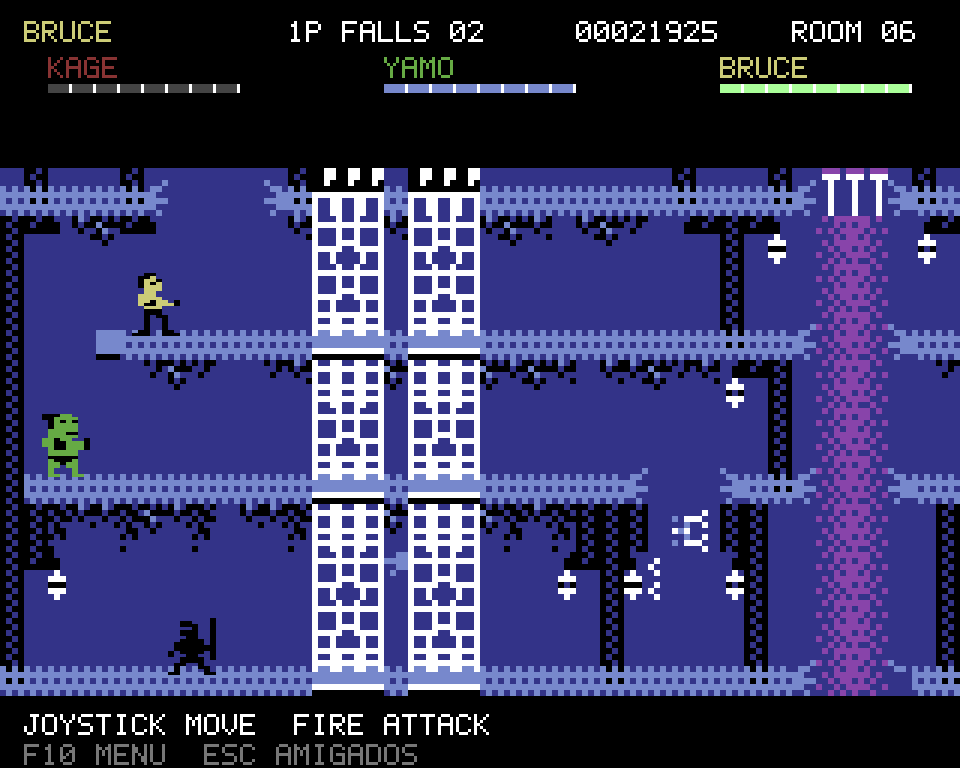 BRUCE 1P FALLS 02 00021925 ROOM 06
KAGE YAMO BRUCE
JOYSTICK MOVE FIRE ATTACK
F10 MENU ESC AMIGADOS